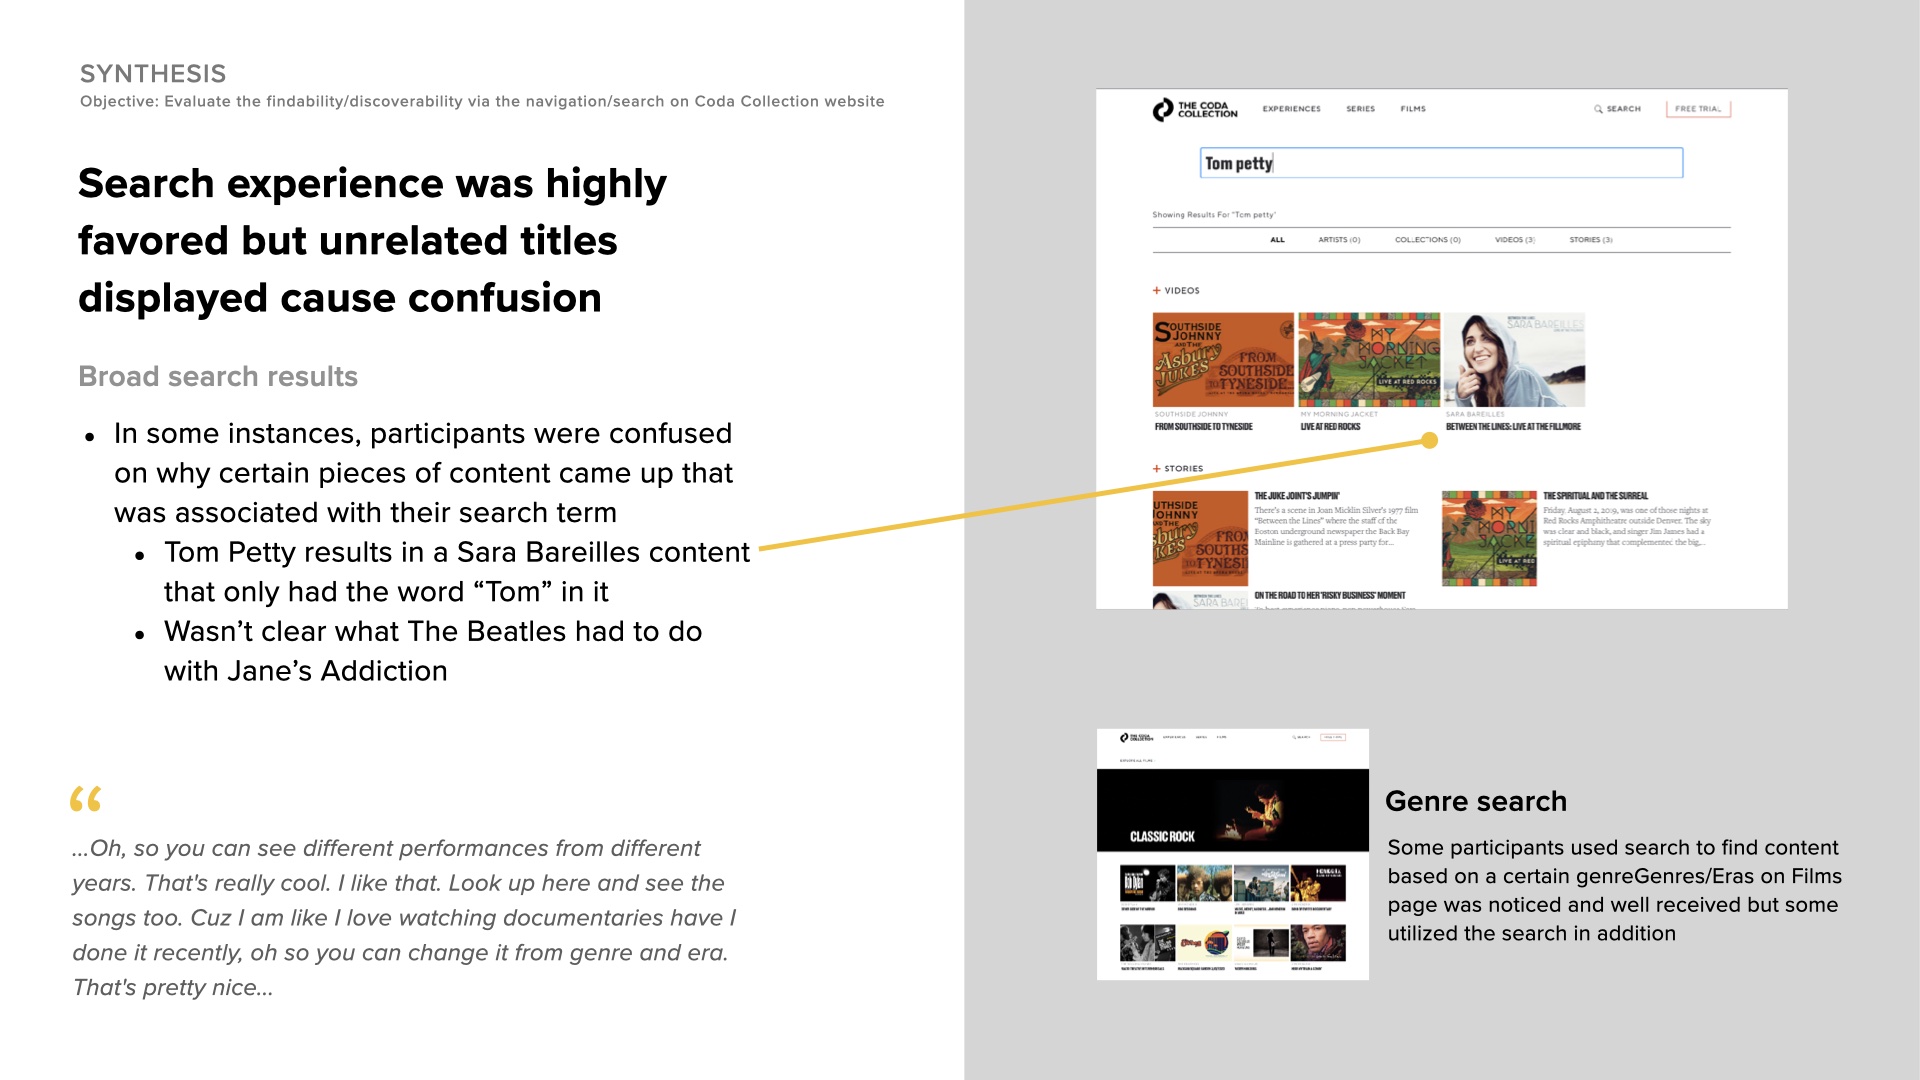 SYNTHESIS
Objective: Evaluate the findability/discoverability via the navigation/search on Coda Collection website
Search experience was highly
favored but unrelated titles
displayed cause confusion
Broad search results
• In some instances, participants were confused
on why certain pieces of content came up that
was associated with their search term
• Tom Petty results in a Sara Bareilles content
that only had the word “Tom” in it
• Wasn’t clear what The Beatles had to do
with Jane’s Addiction
“
...Oh, so you can see different performances from different
years. That's really cool. I like that. Look up here and see the
songs too. Cuz I am like I love watching documentaries have I
done it recently, oh so you can change it from genre and era.
That's pretty nice...
THE CODA
COLLECTION
EXPERIENCES SERIES FILMS SEARCH FREE TRIAL
Tom petty
Showing Results For "Tom petty"
ALL ARTISTS (0) COLLECTIONS (0) VIDEOS (3) STORIES (3)
+ VIDEOS
SOUTHSIDE
JOHNNY
AND THE
Asbury
JUKES
FROM
SOUTHSIDE
TO TYNESIDE
MY
MORNING
JACKET
LIVE AT RED ROCKS
SARA BAREILLES
SOUTHSIDE JOHNNY
FROM SOUTHSIDE TO TYNESIDE
MY MORNING JACKET
LIVE AT RED ROCKS
SARA BAREILLES
BETWEEN THE LINES: LIVE AT THE FILLMORE
+ STORIES
THE JUKE JOINT'S JUMPIN'
There's a scene in Joan Micklin Silver's 1977 film
"Between the Lines" where the staff of the
Boston underground newspaper the Back Bay
Mainline is gathered at a press party for...
THE SPIRITUAL AND THE SURREAL
Friday, August 2, 2019, was one of those nights at
Red Rocks Amphitheatre outside Denver. The sky
was clear and black, and singer Jim James had a
spiritual epiphany that complemented the big,...
ON THE ROAD TO HER 'RISKY BUSINESS' MOMENT
THE CODA
COLLECTION
CLASSIC ROCK
Genre search
Some participants used search to find content
based on a certain genreGenres/Eras on Films
page was noticed and well received but some
utilized the search in addition